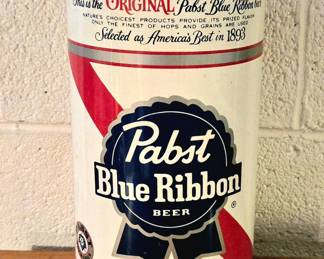 This is the ORIGINAL Pabst Blue Ribbon beer
NATURE'S CHOICEST PRODUCTS PROVIDE ITS PRIZED FLAVOR
ONLY THE FINEST OF HOPS AND GRAINS ARE USED
Selected as America's Best in 1893
Pabst
Blue Ribbon
®
BEER